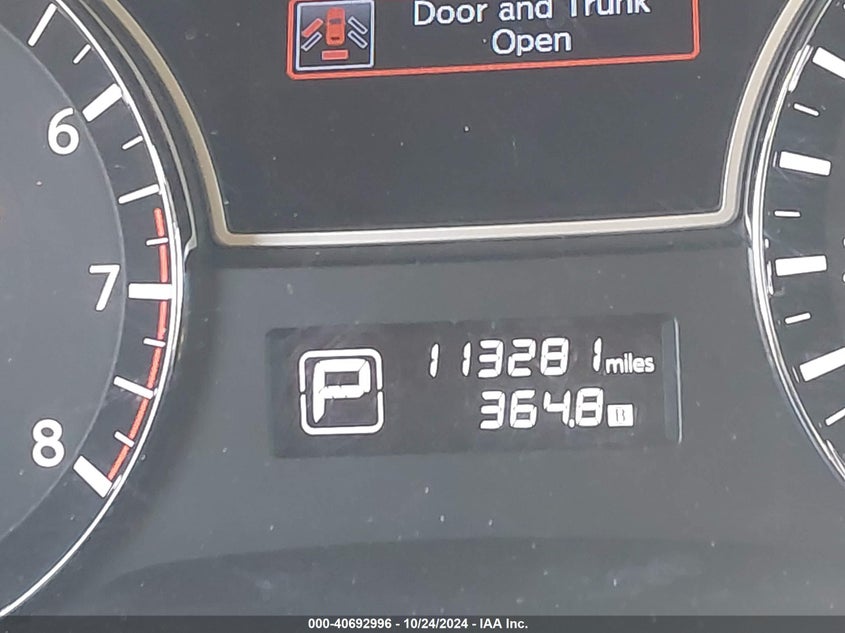 Door and Trunk
Open
6
7
8
P
113281 miles
364.8 B
000-40692996 - 10/24/2024 - IAA Inc.